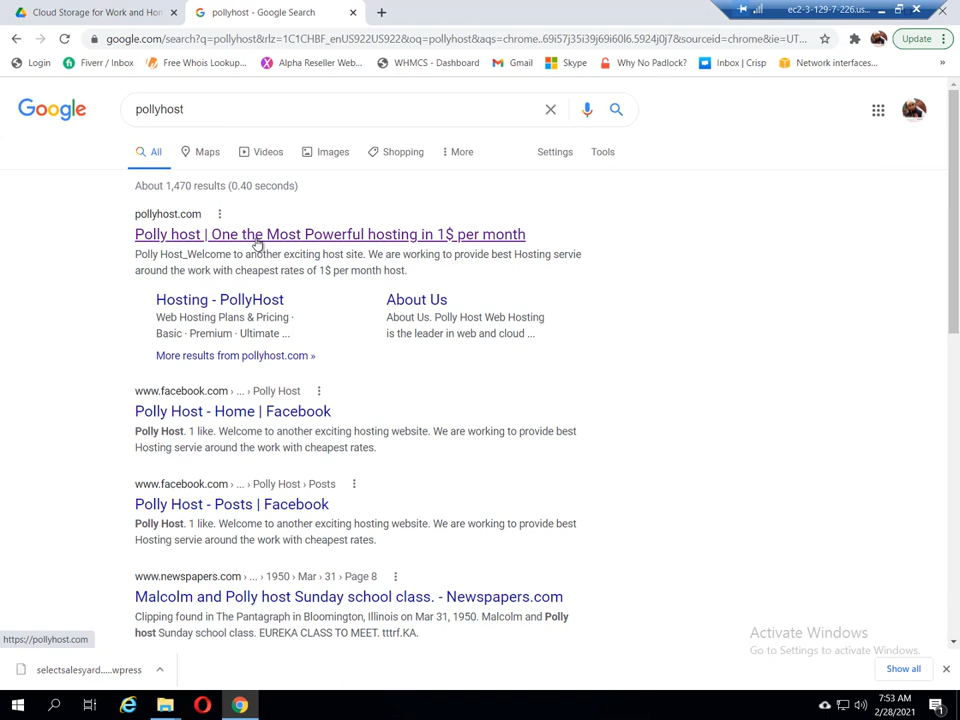 Cloud Storage for Work and Hon
pollyhost - Google Search
ec2-3-129-7-226.us...
google.com/search?q=pollyhost&rlz=1C1CHBF_enUS922US922&oq=pollyhost&aqs=chrome..69i57j35i39j69i60l6.5924j0j7&sourceid=chrome&ie=UT...
Update
Login
Fiverr / Inbox
Free Whois Lookup...
Alpha Reseller Web...
WHMCS - Dashboard
Gmail
Skype
Why No Padlock?
Inbox | Crisp
Network interfaces...
»
Google
pollyhost
All
Maps
Videos
Images
Shopping
More
Settings
Tools
About 1,470 results (0.40 seconds)
pollyhost.com
Polly host | One the Most Powerful hosting in 1$ per month
Polly Host_Welcome to another exciting host site. We are working to provide best Hosting servie
around the work with cheapest rates of 1$ per month host.
Hosting - PollyHost
Web Hosting Plans & Pricing ·
Basic · Premium · Ultimate ...
About Us
About Us. Polly Host Web Hosting
is the leader in web and cloud ...
More results from pollyhost.com »
www.facebook.com › ... › Polly Host
Polly Host - Home | Facebook
Polly Host. 1 like. Welcome to another exciting hosting website. We are working to provide best
Hosting servie around the work with cheapest rates.
www.facebook.com › ... › Polly Host › Posts
Polly Host - Posts | Facebook
Polly Host. 1 like. Welcome to another exciting hosting website. We are working to provide best
Hosting servie around the work with cheapest rates.
www.newspapers.com › ... › 1950 › Mar › 31 › Page 8
Malcolm and Polly host Sunday school class. - Newspapers.com
Clipping found in The Pantagraph in Bloomington, Illinois on Mar 31, 1950. Malcolm and Polly
host Sunday school class. EUREKA CLASS TO MEET. tttrf.KA.
https://pollyhost.com
Activate Windows
Go to Settings to activate Windows.
selectsalesyard.....wpress
Show all
7:53 AM
2/28/2021
1